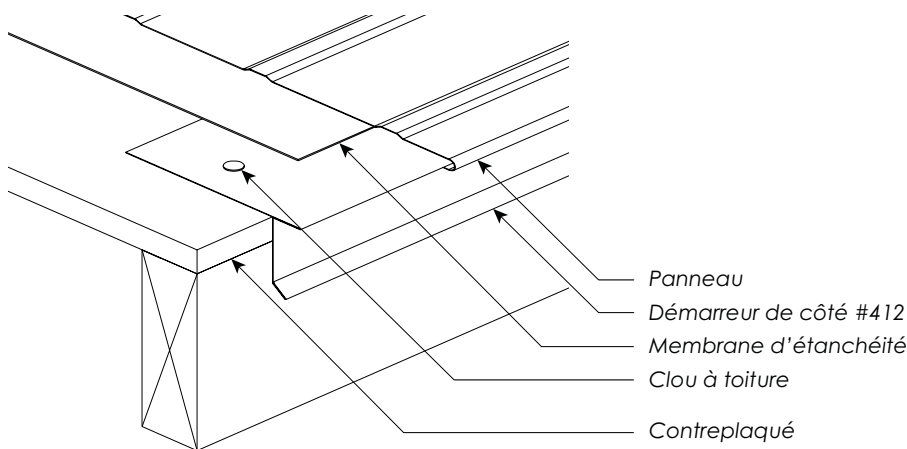 Panneau
Démarreur de côté #412
Membrane d'étanchéité
Clou à toiture
Contreplaqué